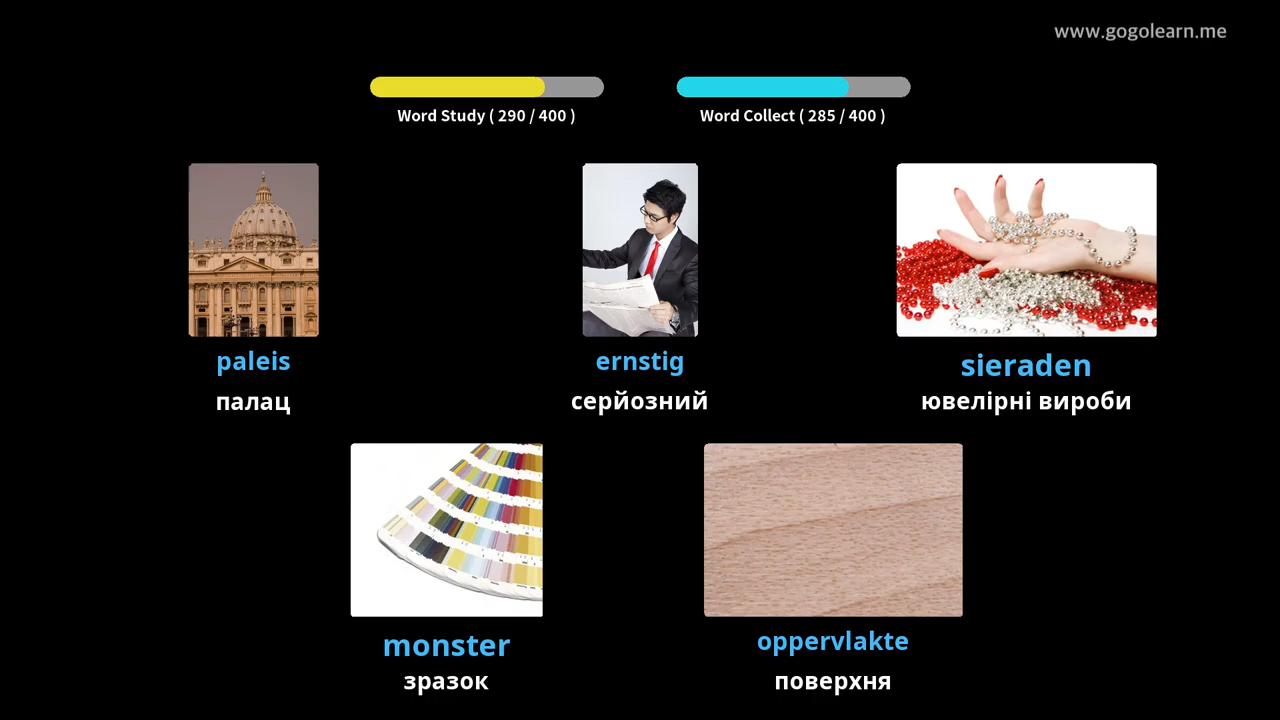 www.gogolearn.me
Word Study ( 290 / 400 )
Word Collect ( 285 / 400 )
paleis
палац
ernstig
серйозний
sieraden
ювелірні вироби
monster
зразок
oppervlakte
поверхня